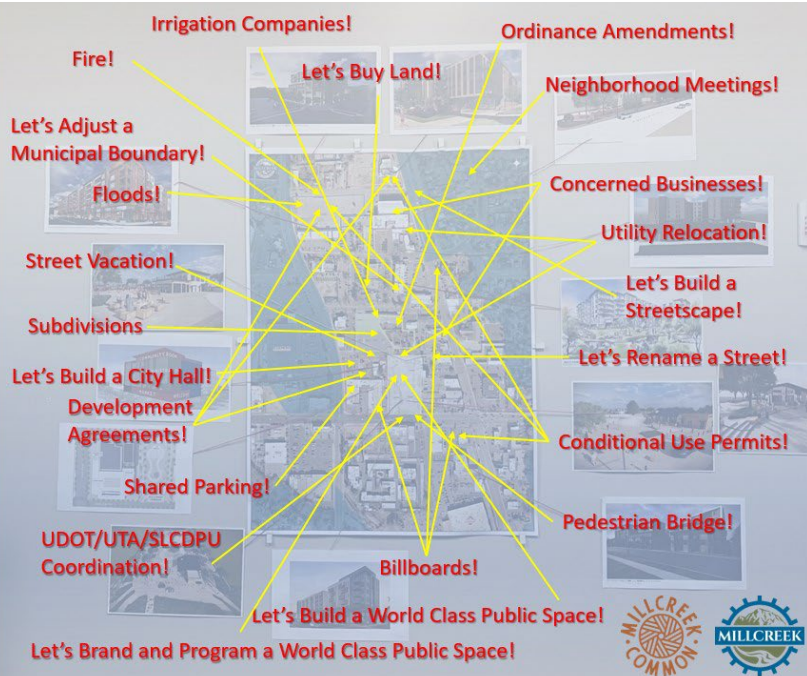 Irrigation Companies!
Ordinance Amendments!
Fire!
Let's Buy Land!
Neighborhood Meetings!
Let's Adjust a
Municipal Boundary!
Floods!
Concerned Businesses!
Utility Relocation!
Street Vacation!
Let's Build a
Streetscape!
Subdivisions
Let's Rename a Street!
Let's Build a City Hall!
Development
Agreements!
Conditional Use Permits!
Shared Parking!
Pedestrian Bridge!
UDOT/UTA/SLCDPU
Coordination!
Billboards!
Let's Build a World Class Public Space!
Let's Brand and Program a World Class Public Space!
MILLCREEK
COMMON
MILLCREEK